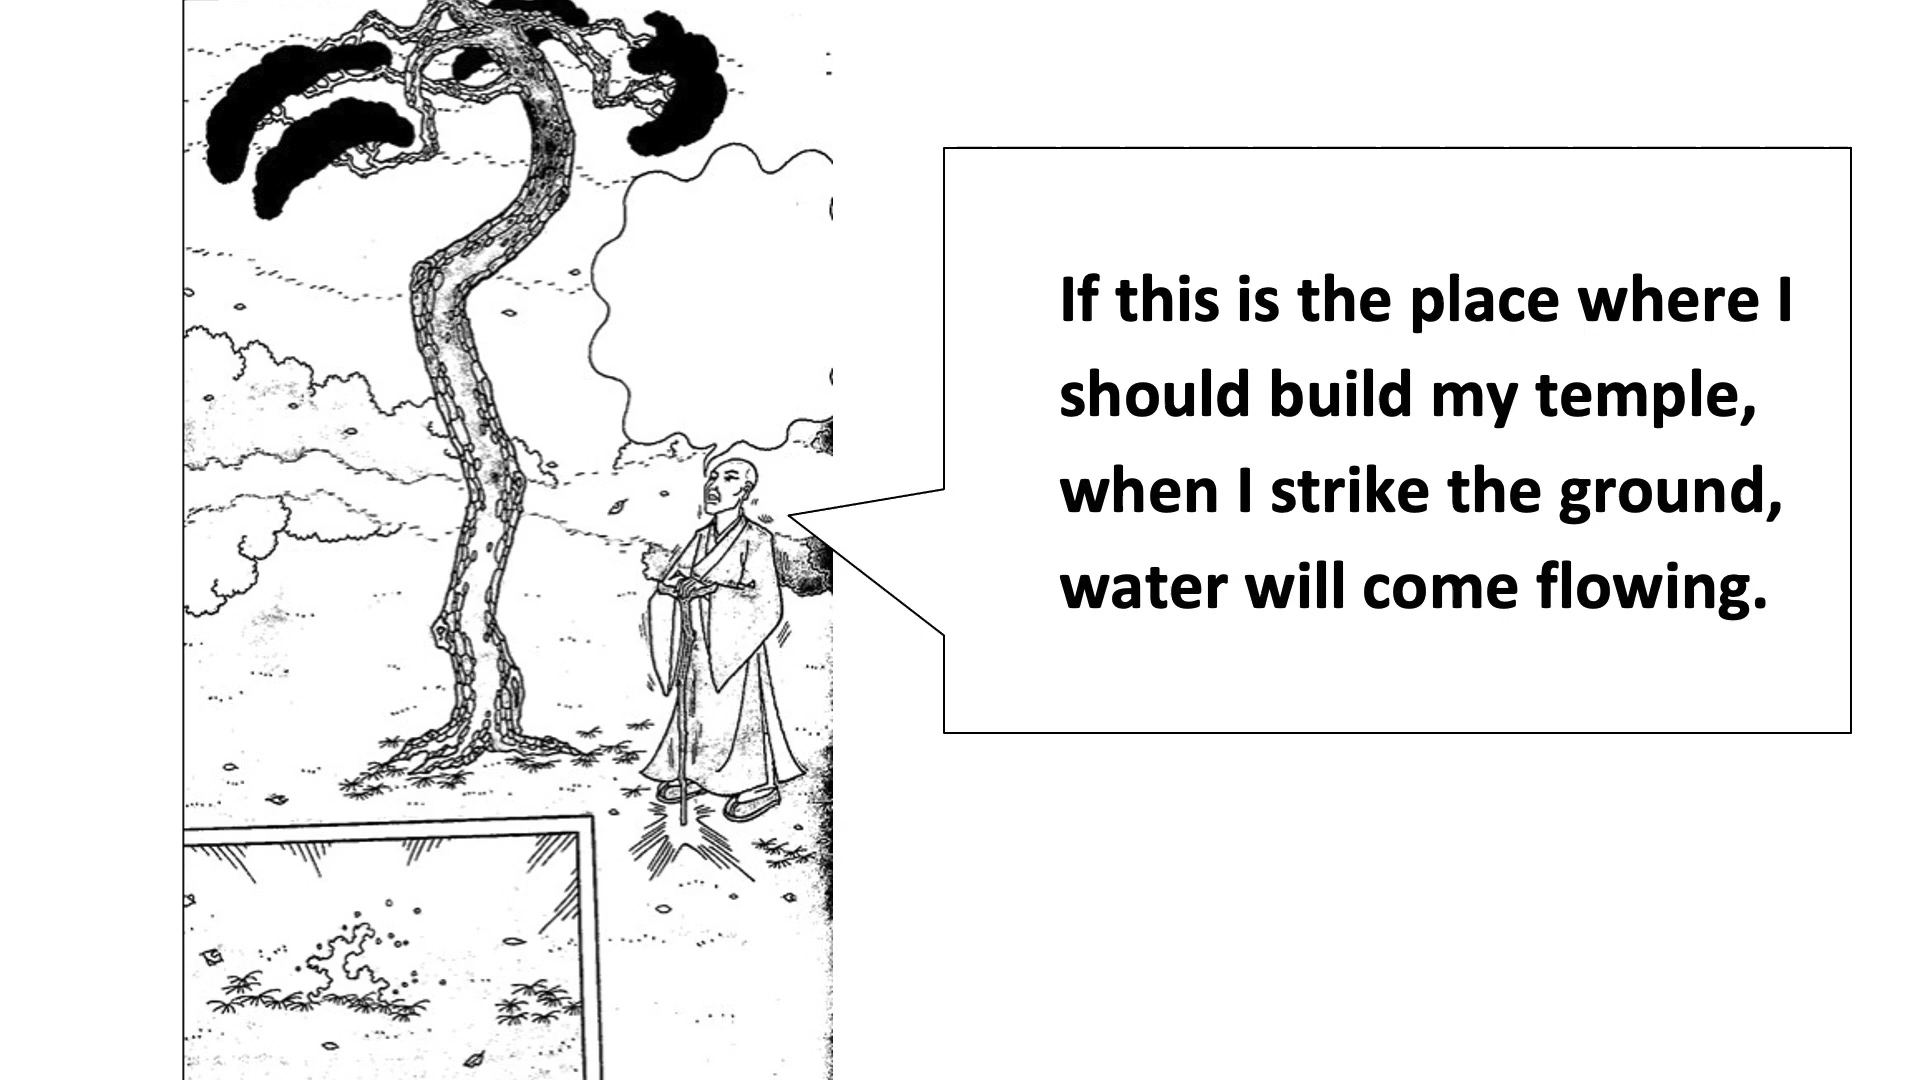 If this is the place where I
should build my temple,
when I strike the ground,
water will come flowing.